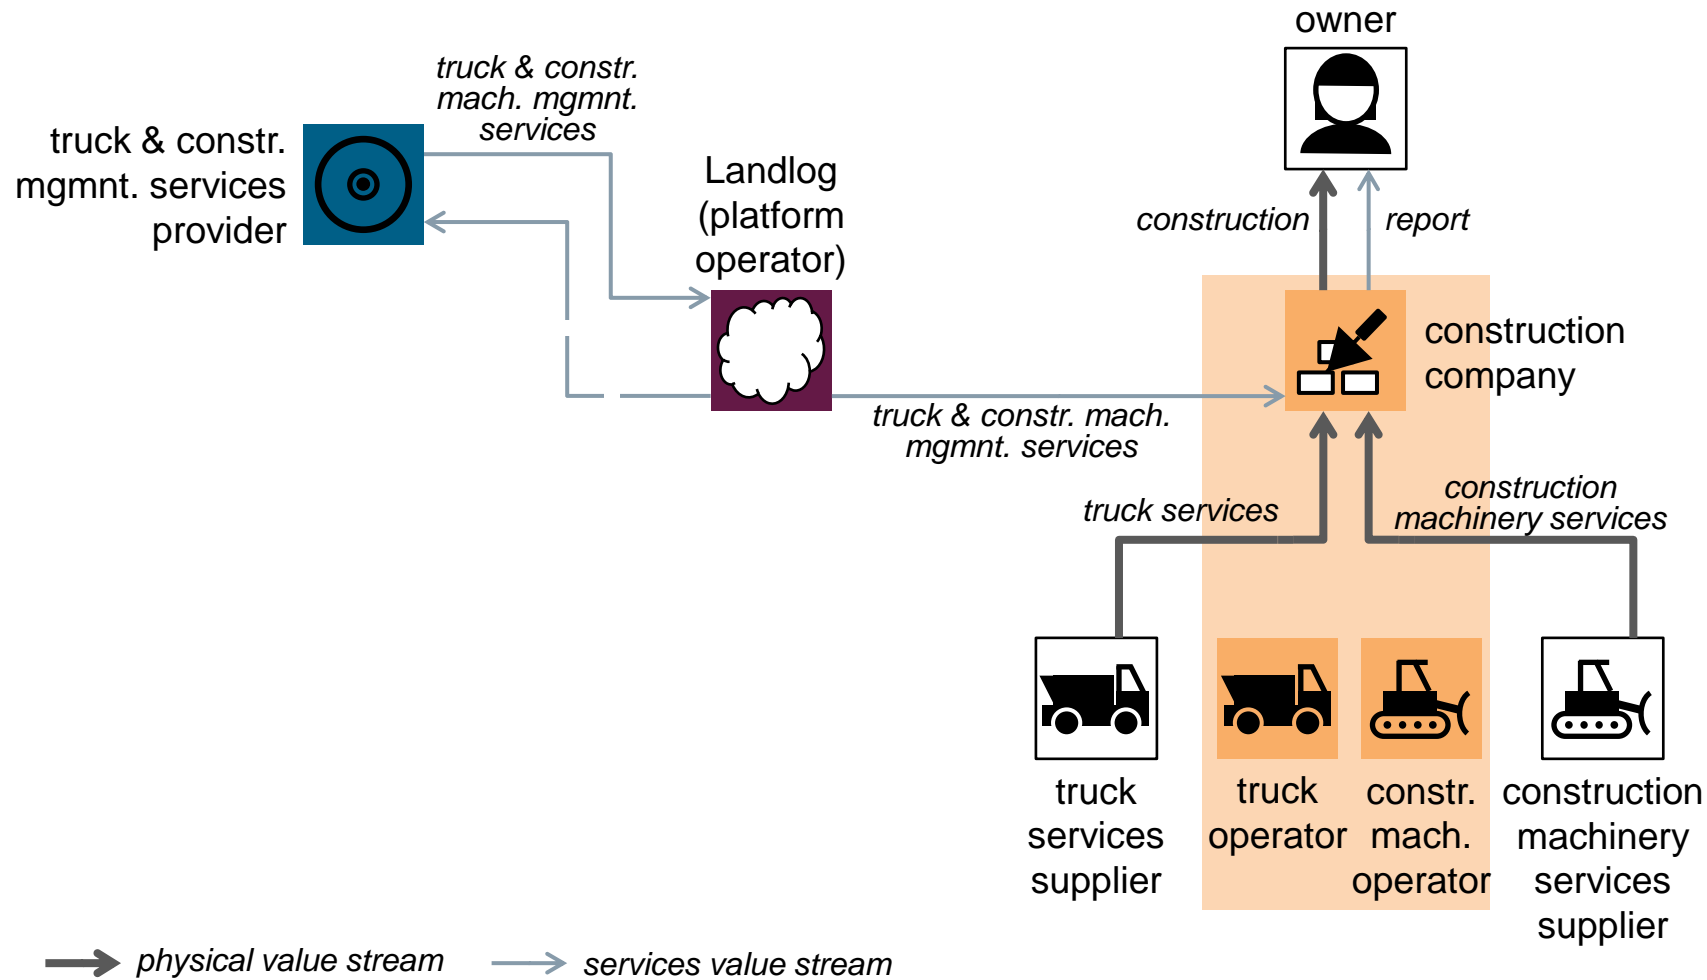 owner
truck & constr.
mach. mgmnt.
services
truck & constr.
mgmnt. services
provider
Landlog
(platform
operator)
construction
report
construction
company
truck & constr. mach.
mgmnt. services
truck services
construction
machinery services
truck
services
supplier
truck
operator
constr.
mach.
operator
construction
machinery
services
supplier
physical value stream
services value stream